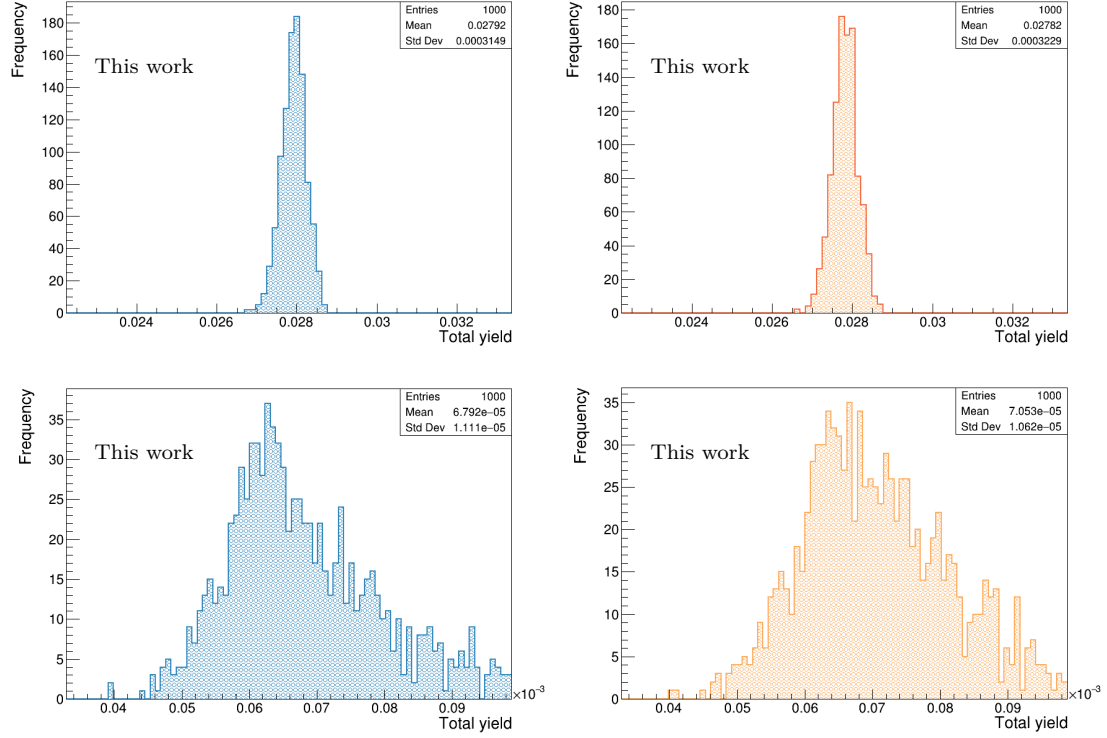 Frequency
180
160
140
120
100
80
60
40
20
0
This work
Entries 1000
Mean 0.02792
Std Dev 0.0003149
0.024 0.026 0.028 0.03 0.032
Total yield
Frequency
180
160
140
120
100
80
60
40
20
0
This work
Entries 1000
Mean 0.02782
Std Dev 0.0003229
0.024 0.026 0.028 0.03 0.032
Total yield
Frequency
35
30
25
20
15
10
5
0
This work
Entries 1000
Mean 6.792e−05
Std Dev 1.111e−05
0.04 0.05 0.06 0.07 0.08 0.09
×10−3
Total yield
Frequency
35
30
25
20
15
10
5
0
This work
Entries 1000
Mean 7.053e−05
Std Dev 1.062e−05
0.04 0.05 0.06 0.07 0.08 0.09
×10−3
Total yield